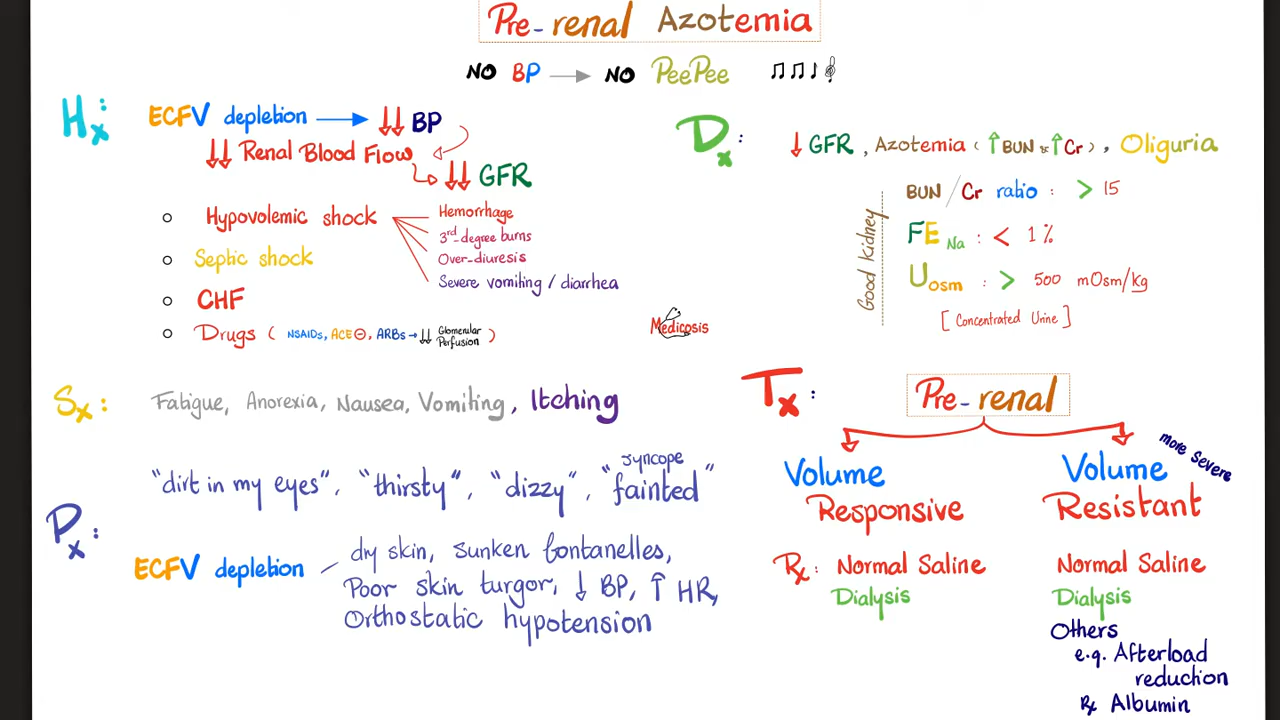 Pre-renal Azotemia
NO BP → NO PeePee
Hx:
ECFV depletion → ↓↓ BP
↓↓ Renal Blood Flow
↓↓ GFR
○ Hypovolemic shock
Hemorrhage
3rd-degree burns
Over-diuresis
Severe vomiting / diarrhea
○ Septic shock
○ CHF
○ Drugs ( NSAIDs, ACE⊖, ARBs → ↓↓ Glomerular Perfusion )
Medicosis
Sx: Fatigue, Anorexia, Nausea, Vomiting, Itching
Px:
syncope
"dirt in my eyes", "thirsty", "dizzy", "fainted"
ECFV depletion
dry skin, sunken fontanelles,
Poor skin turgor, ↓ BP, ↑ HR,
Orthostatic hypotension
Dx: ↓ GFR, Azotemia ( ↑BUN & ↑Cr ), Oliguria
Good kidney
BUN / Cr ratio : > 15
FE Na : < 1%
Uosm : > 500 mOsm/kg
[ Concentrated Urine ]
Tx: Pre-renal
Volume
Responsive
Rx: Normal Saline
Dialysis
more severe
Volume
Resistant
Normal Saline
Dialysis
Others
e.g. Afterload
reduction
Rx Albumin